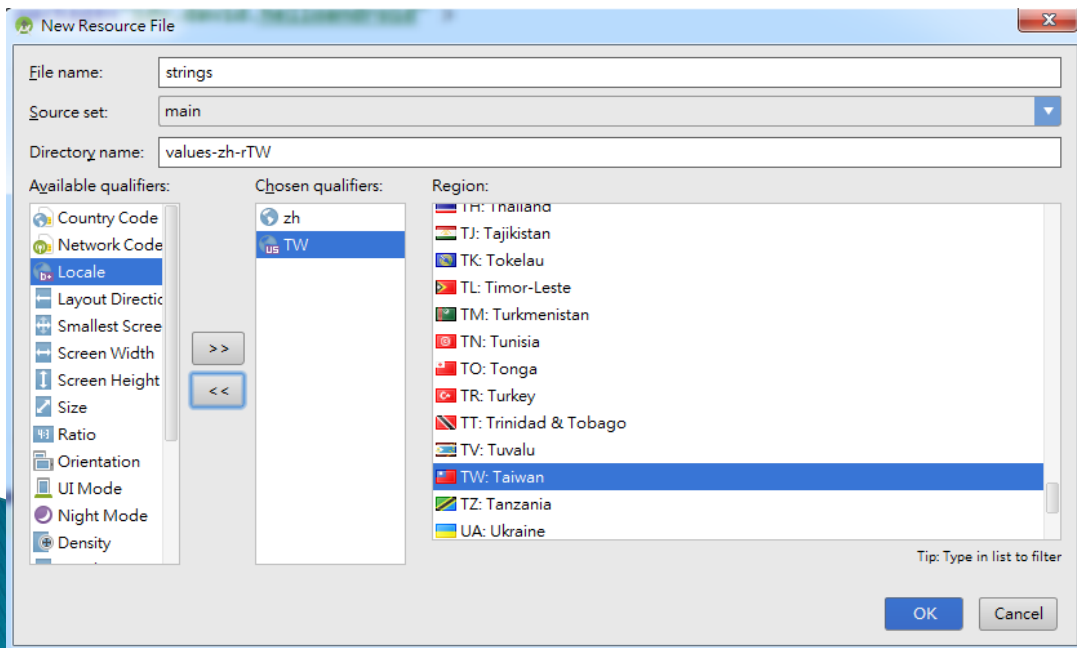 New Resource File
File name: strings
Source set: main
Directory name: values-zh-rTW
Available qualifiers:
Country Code
Network Code
Locale
Layout Directic
Smallest Scree
Screen Width
Screen Height
Size
Ratio
Orientation
UI Mode
Night Mode
Density
>>
<<
Chosen qualifiers:
zh
TW
Region:
TH: Thailand
TJ: Tajikistan
TK: Tokelau
TL: Timor-Leste
TM: Turkmenistan
TN: Tunisia
TO: Tonga
TR: Turkey
TT: Trinidad & Tobago
TV: Tuvalu
TW: Taiwan
TZ: Tanzania
UA: Ukraine
Tip: Type in list to filter
OK Cancel